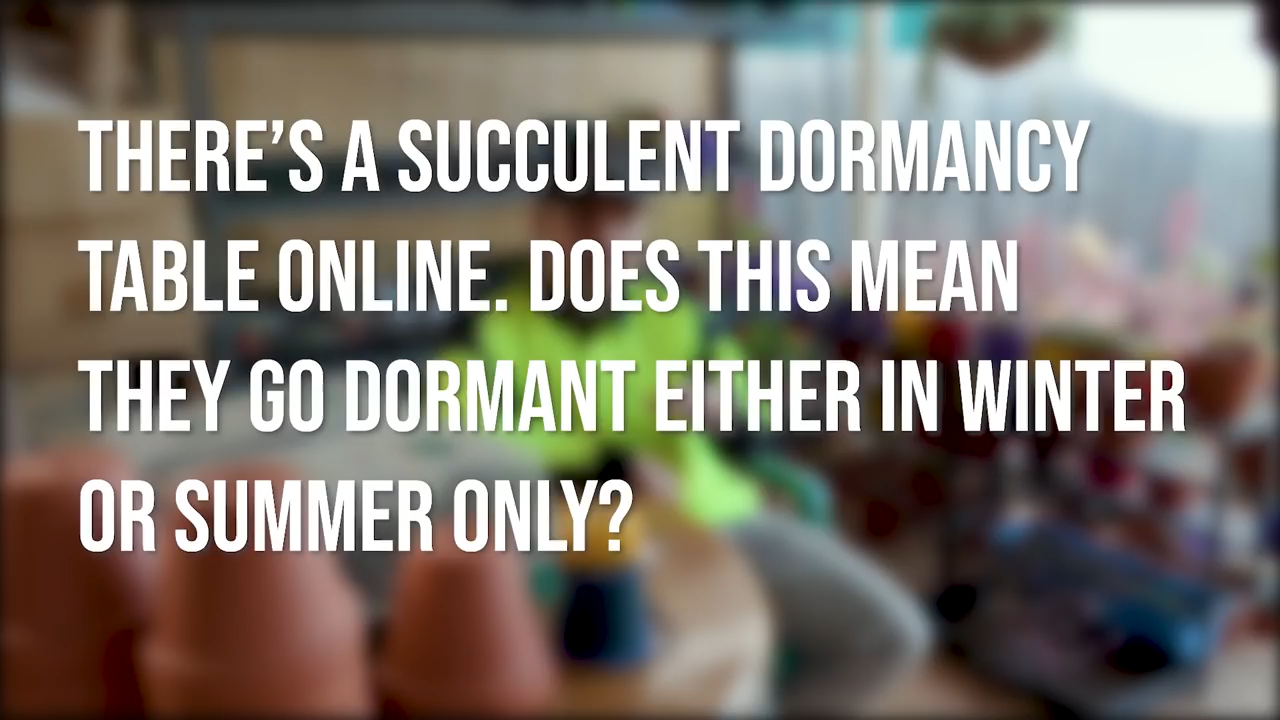 THERE’S A SUCCULENT DORMANCY
TABLE ONLINE. DOES THIS MEAN
THEY GO DORMANT EITHER IN WINTER
OR SUMMER ONLY?